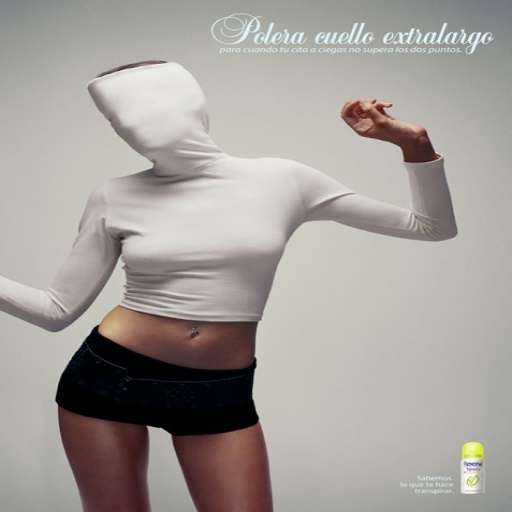 Polera cuello extralargo
para cuando tu cita a ciegas no supera los dos puntos.
Rexona
Sabemos
lo que te hace
transpirar.